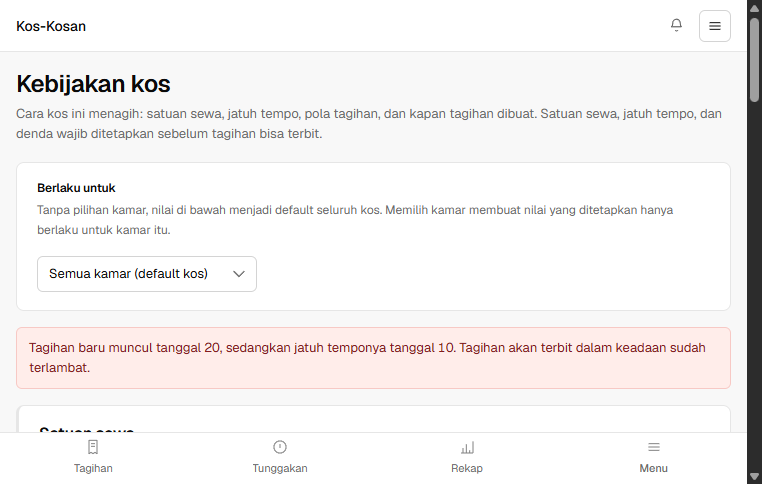 Kos-Kosan
Kebijakan kos
Cara kos ini menagih: satuan sewa, jatuh tempo, pola tagihan, dan kapan tagihan dibuat. Satuan sewa, jatuh tempo, dan
denda wajib ditetapkan sebelum tagihan bisa terbit.
Berlaku untuk
Tanpa pilihan kamar, nilai di bawah menjadi default seluruh kos. Memilih kamar membuat nilai yang ditetapkan hanya
berlaku untuk kamar itu.
Semua kamar (default kos)
Tagihan baru muncul tanggal 20, sedangkan jatuh temponya tanggal 10. Tagihan akan terbit dalam keadaan sudah
terlambat.
Satuan sewa
Tagihan
Tunggakan
Rekap
Menu